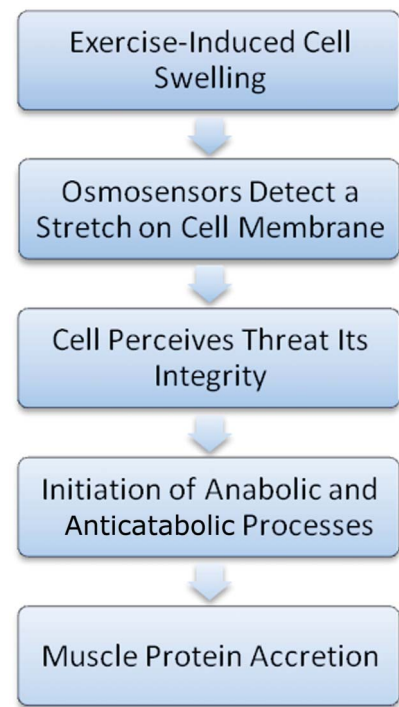 Exercise-Induced Cell
Swelling
Osmosensors Detect a
Stretch on Cell Membrane
Cell Perceives Threat Its
Integrity
Initiation of Anabolic and
Anticatabolic Processes
Muscle Protein Accretion